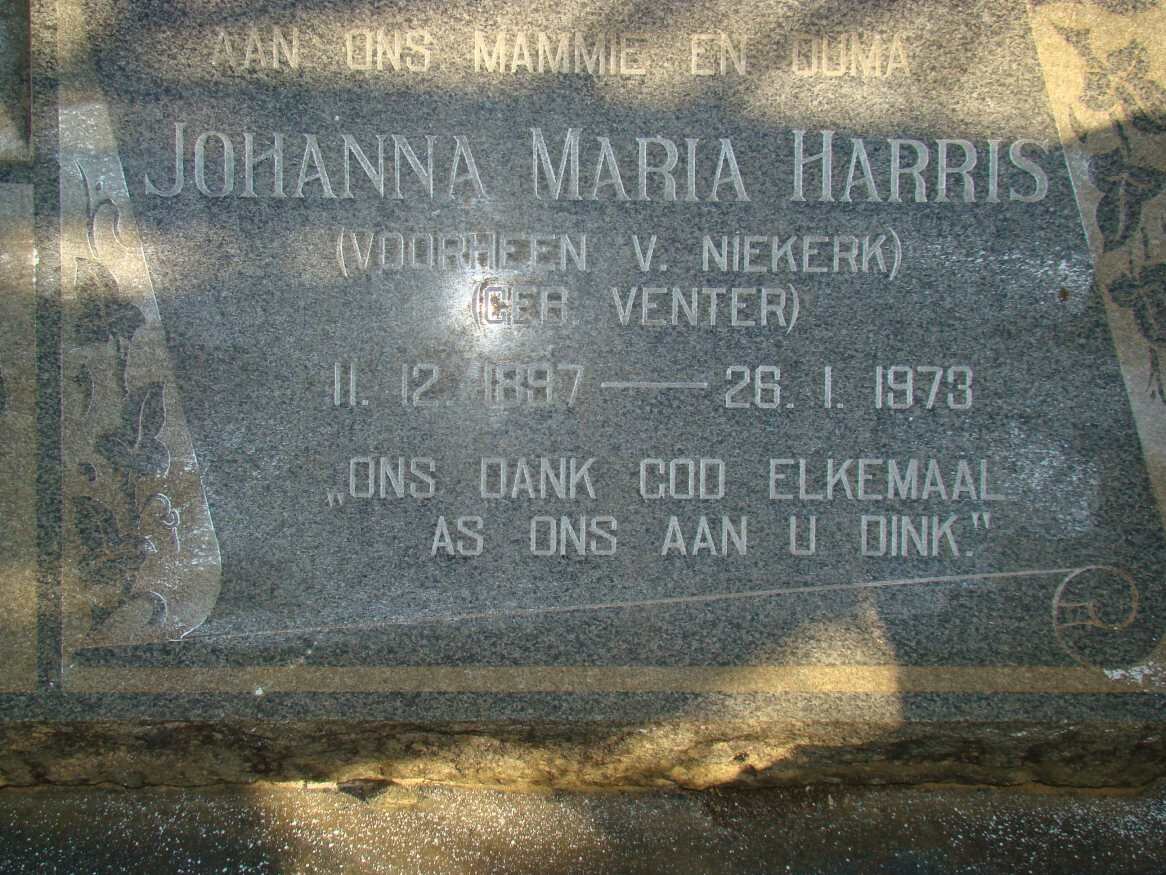 AAN ONS MAMMIE EN OUMA
JOHANNA MARIA HARRIS
(VOORHEEN V. NIEKERK)
(GEB VENTER)
11. 12. 1897 — 26. 1. 1973
„ONS DANK GOD ELKEMAAL
AS ONS AAN U DINK."